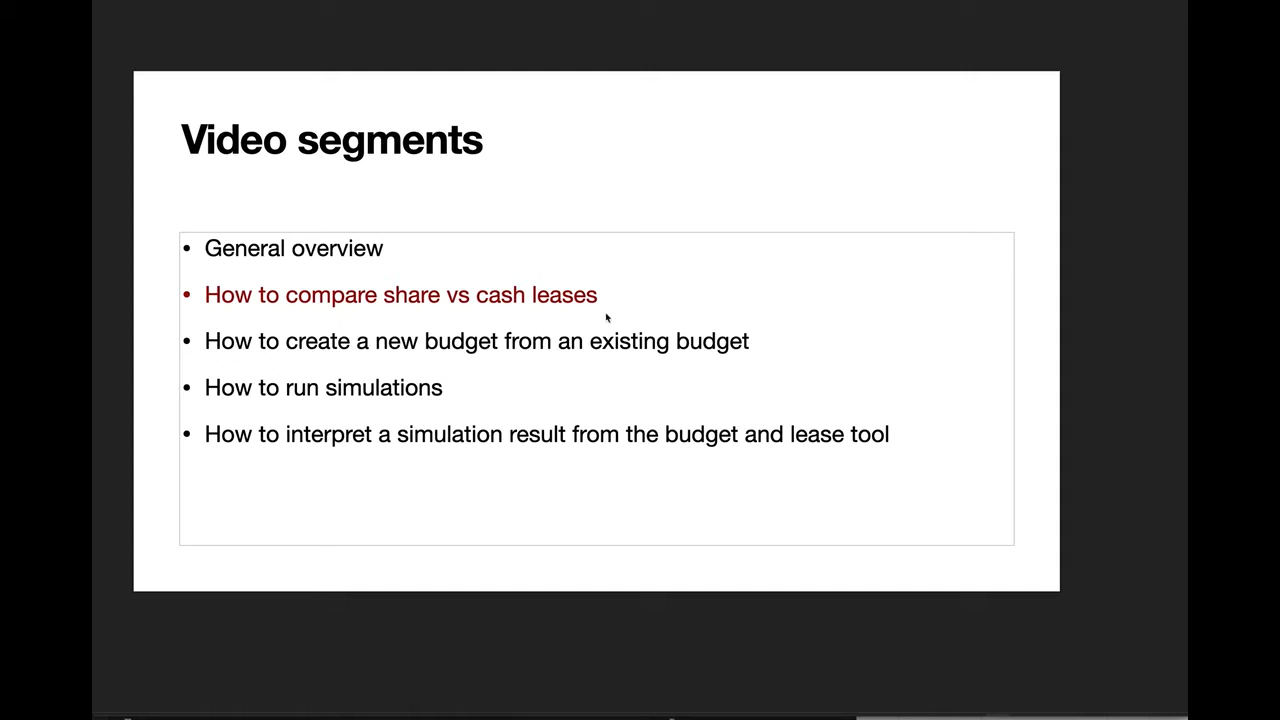 Video segments
• General overview
• How to compare share vs cash leases
• How to create a new budget from an existing budget
• How to run simulations
• How to interpret a simulation result from the budget and lease tool